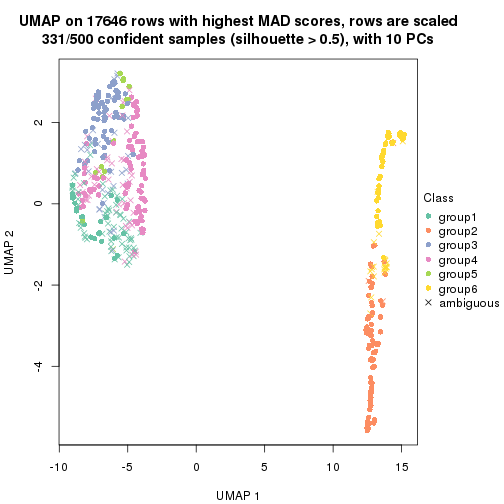 UMAP on 17646 rows with highest MAD scores, rows are scaled
331/500 confident samples (silhouette > 0.5), with 10 PCs
2
0
-2
-4
UMAP 2
-10
-5
0
5
10
15
UMAP 1
Class
group1
group2
group3
group4
group5
group6
ambiguous